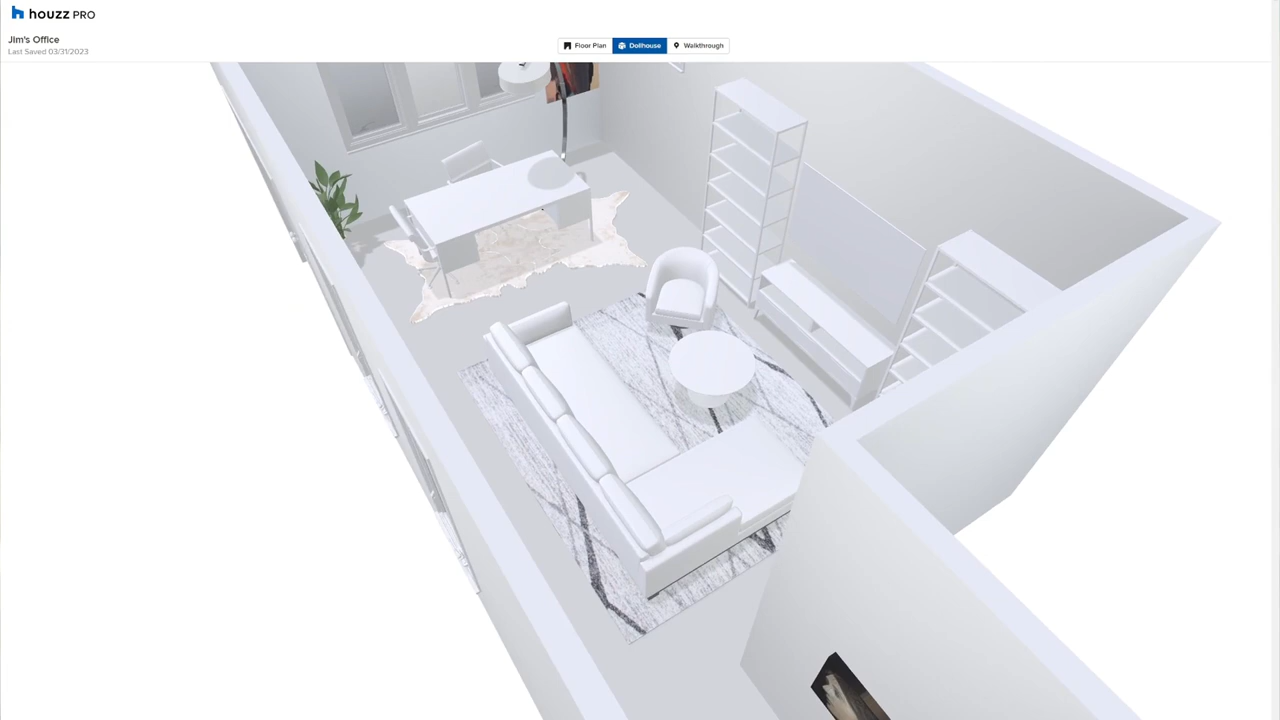 houzz PRO
Jim's Office
Last Saved 03/31/2023
Floor Plan
Dollhouse
Walkthrough